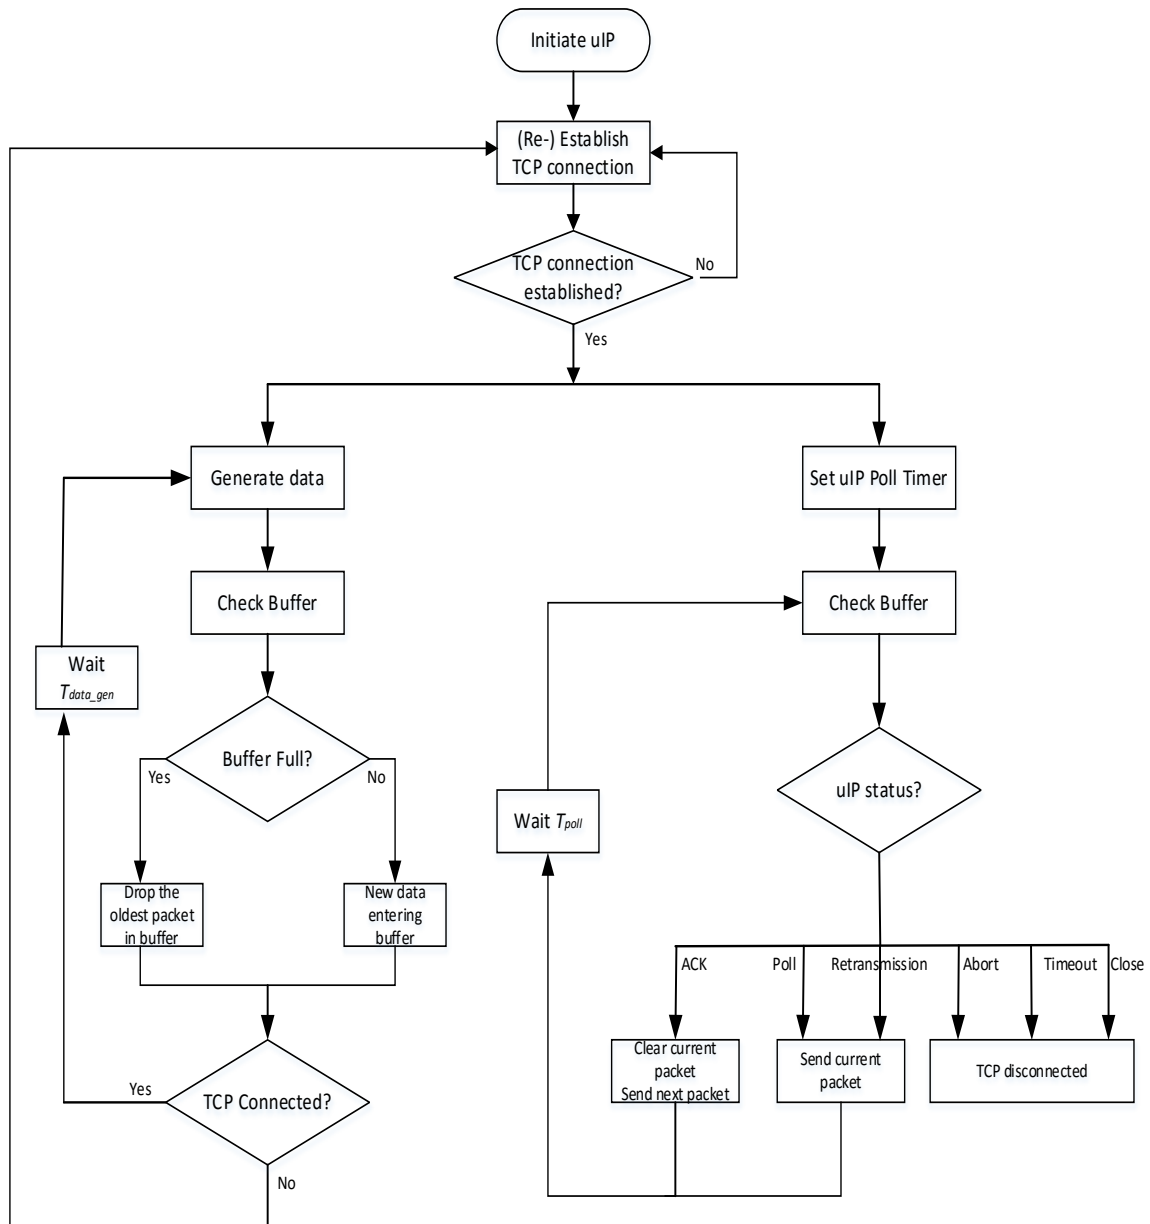 Initiate uIP
(Re-) Establish
TCP connection
TCP connection
established?
No
Yes
Generate data
Set uIP Poll Timer
Check Buffer
Check Buffer
Wait
Tdata_gen
Buffer Full?
Yes
No
uIP status?
Wait Tpoll
Drop the
oldest packet
in buffer
New data
entering
buffer
ACK
Poll
Retransmission
Abort
Timeout
Close
Clear current
packet
Send next packet
Send current
packet
TCP disconnected
Yes
TCP Connected?
No